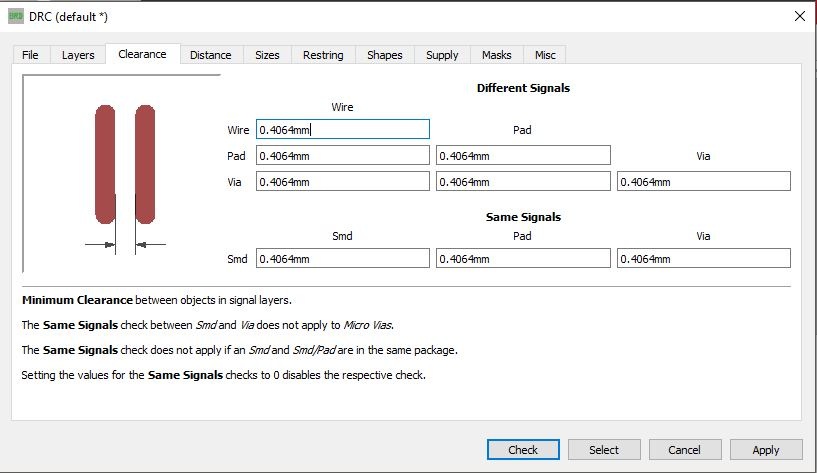 DRC (default *)
File Layers Clearance Distance Sizes Restring Shapes Supply Masks Misc
Different Signals
Wire
Wire 0.4064mm Pad
Pad 0.4064mm 0.4064mm Via
Via 0.4064mm 0.4064mm 0.4064mm
Same Signals
Smd Pad Via
Smd 0.4064mm 0.4064mm 0.4064mm
Minimum Clearance between objects in signal layers.
The Same Signals check between Smd and Via does not apply to Micro Vias.
The Same Signals check does not apply if an Smd and Smd/Pad are in the same package.
Setting the values for the Same Signals checks to 0 disables the respective check.
Check Select Cancel Apply